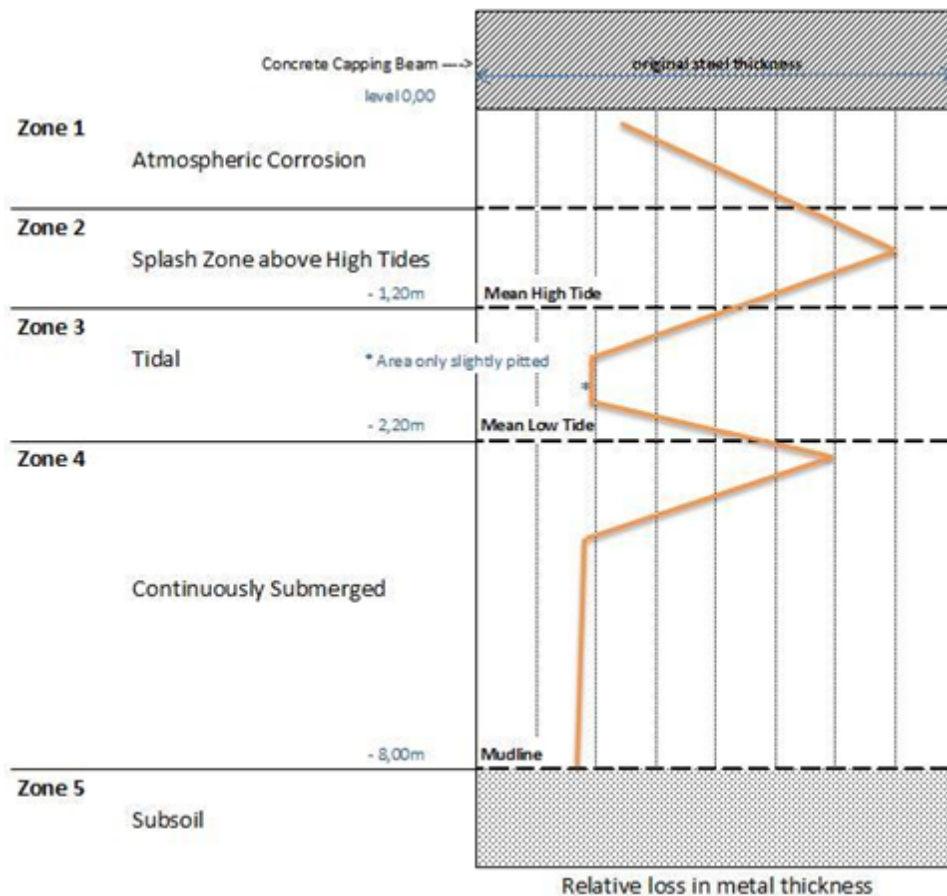 Concrete Capping Beam ---->
original steel thickness
level 0,00
Zone 1
Atmospheric Corrosion
Zone 2
Splash Zone above High Tides
- 1,20m
Mean High Tide
Zone 3
Tidal
* Area only slightly pitted
*
- 2,20m
Mean Low Tide
Zone 4
Continuously Submerged
- 8,00m
Mudline
Zone 5
Subsoil
Relative loss in metal thickness